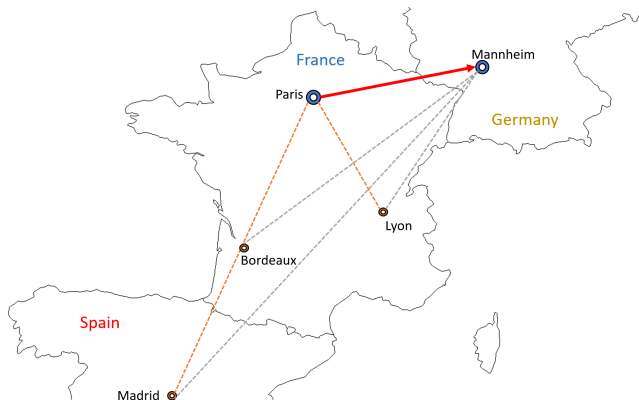 Mannheim
France
Paris
Germany
Lyon
Bordeaux
Spain
Madrid